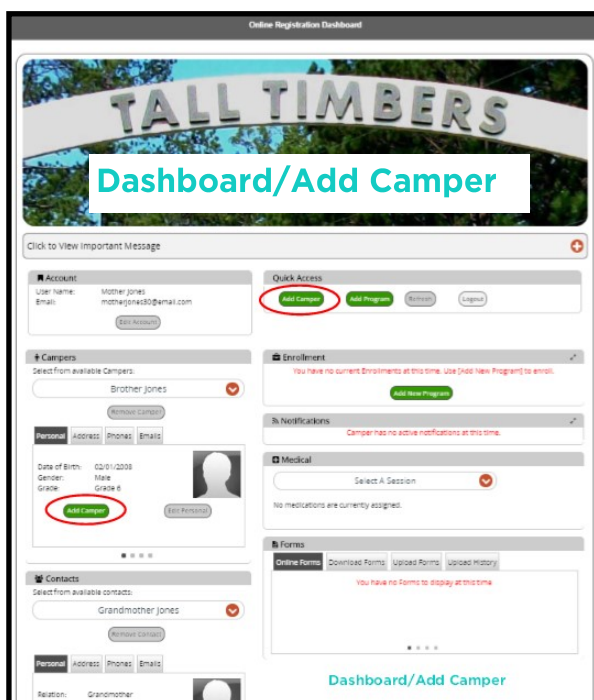 Online Registration Dashboard
TALL TIMBERS
Dashboard/Add Camper
Click to View Important Message
Account
User Name: Mother Jones
Email: motherjones80@email.com
Edit Account
Quick Access
Add Camper Add Program Refresh Logout
Campers
Select from available Campers.
Brother Jones
Remove Camper
Personal Address Phones Emails
Date of Birth: 02/01/2008
Gender: Male
Grade: Grade 6
Add Camper Edit Personal
Enrollment
You have no current Enrollments at this time. Use [Add New Program] to enroll.
Add New Program
Notifications
Camper has no active notifications at this time.
Medical
Select A Session
No medications are currently assigned.
Forms
Online Forms Download Forms Upload Forms Upload History
You have no Forms to display at this time
Contacts
Select from available contacts:
Grandmother Jones
Remove Contact
Personal Address Phones Emails
Relation: Grandmother
Dashboard/Add Camper